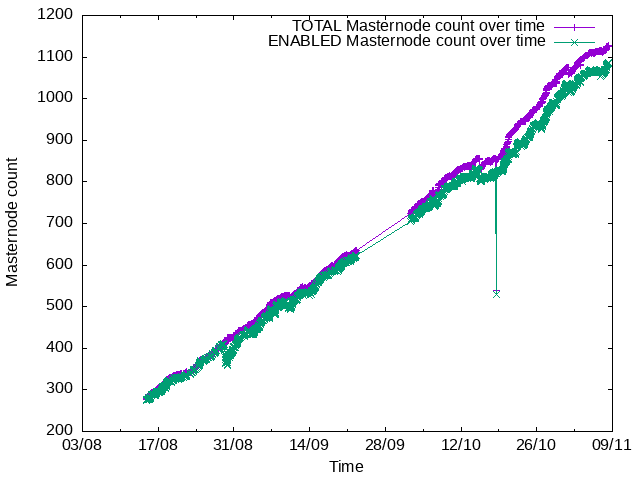 TOTAL Masternode count over time
ENABLED Masternode count over time
1200
1100
1000
900
800
700
600
500
400
300
200
Masternode count
03/08 17/08 31/08 14/09 28/09 12/10 26/10 09/11
Time